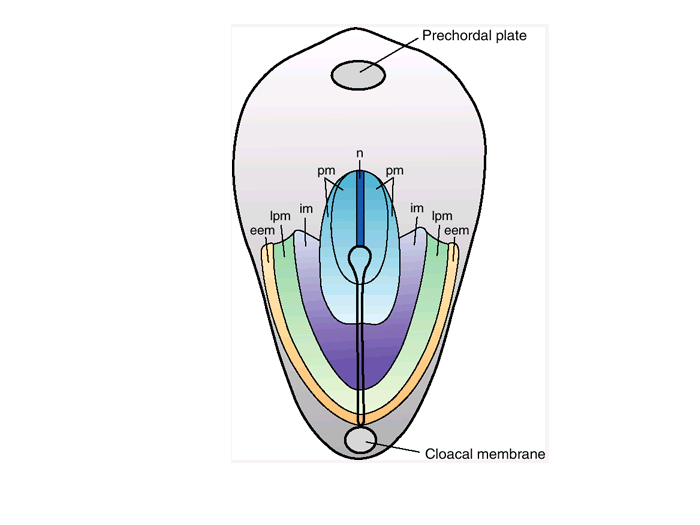 Prechordal plate
n
pm
pm
im
im
lpm
lpm
eem
eem
Cloacal membrane